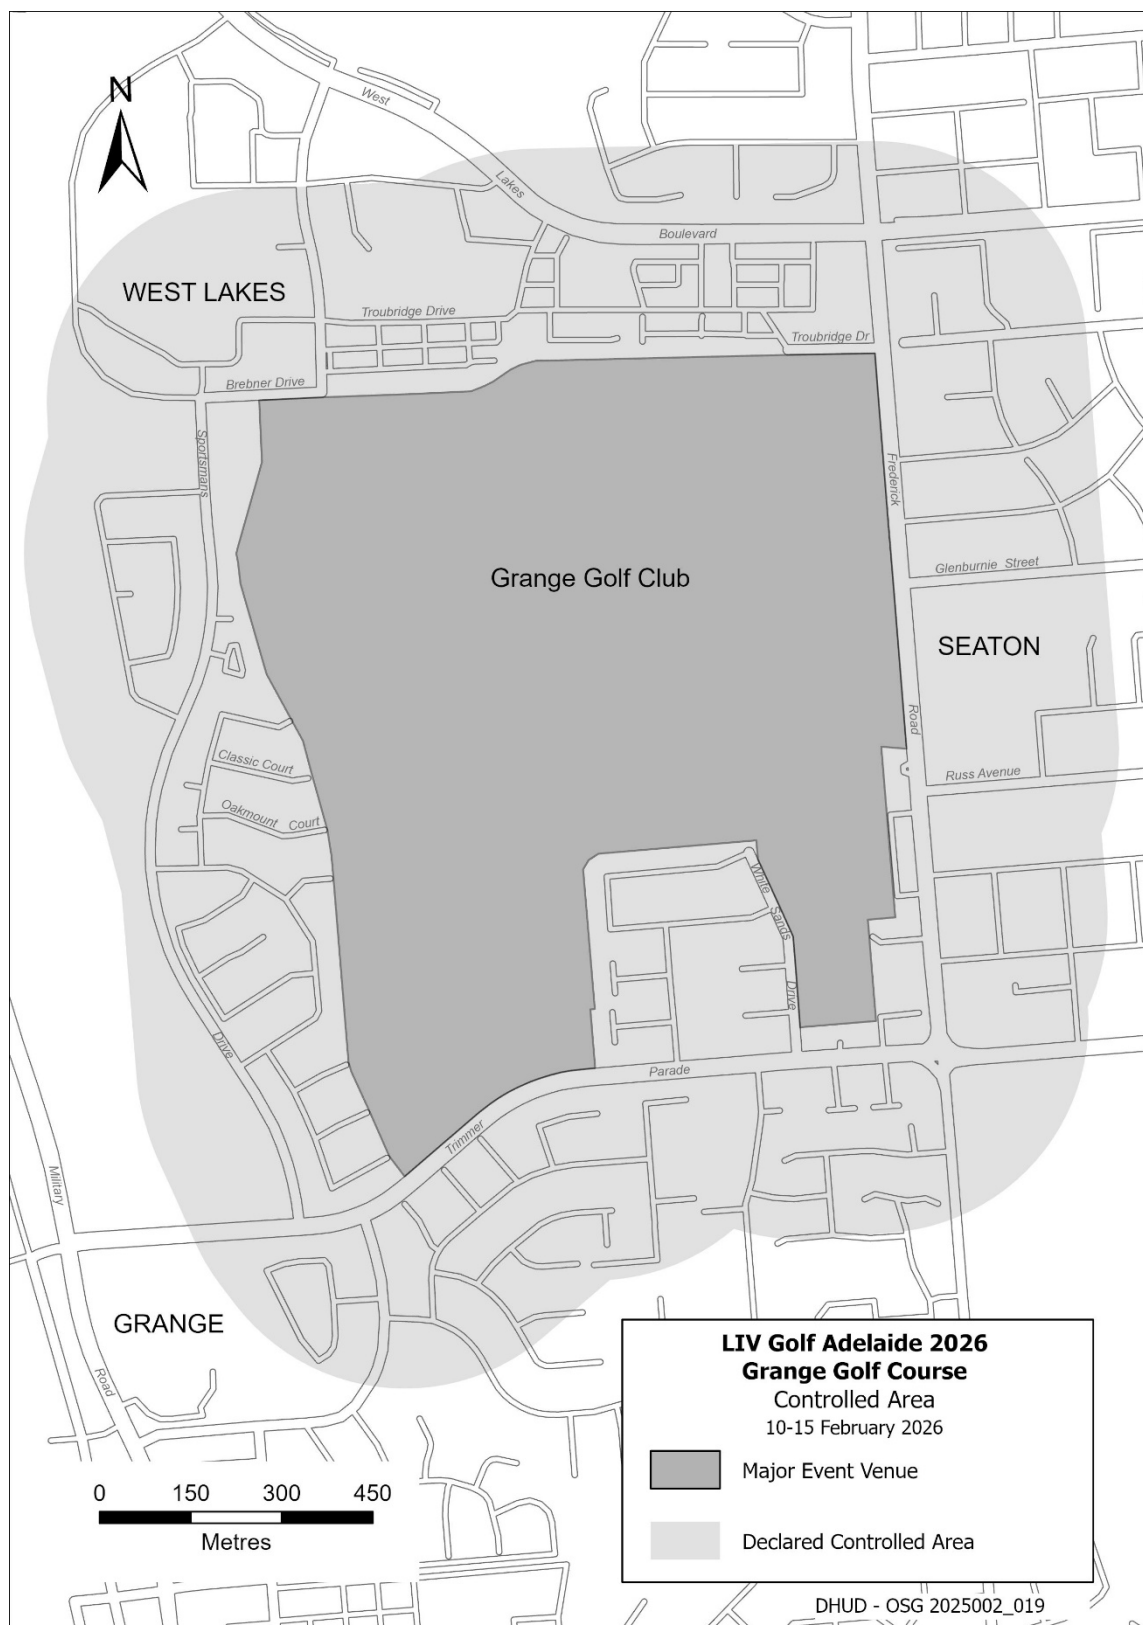 N
West
Lakes
Boulevard
WEST LAKES
Troubridge Drive
Troubridge Dr
Brebner Drive
Sportsmans
Frederick
Grange Golf Club
Glenburnie Street
SEATON
Road
Classic Court
Russ Avenue
Oakmount Court
White
Sands
Drive
Drive
Parade
Trimmer
Military
GRANGE
Road
LIV Golf Adelaide 2026
Grange Golf Course
Controlled Area
10-15 February 2026
Major Event Venue
0 150 300 450
Metres
Declared Controlled Area
DHUD - OSG 2025002_019